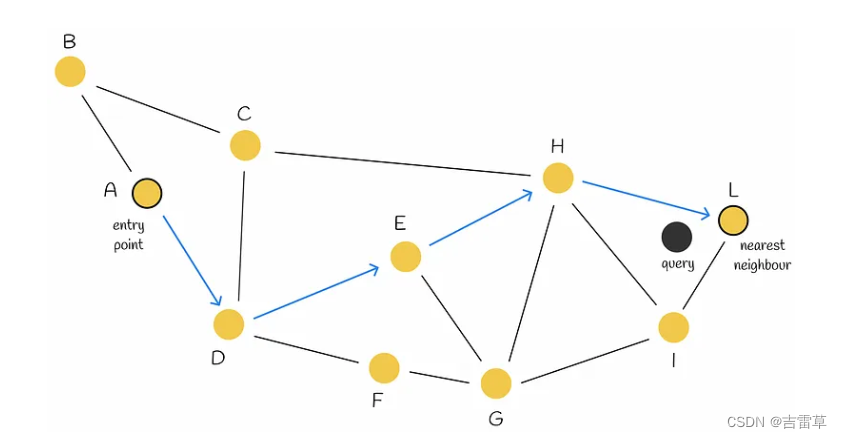 B
C
H
A
entry
point
E
L
query
nearest
neighbour
D
F
G
I
CSDN @吉雷草